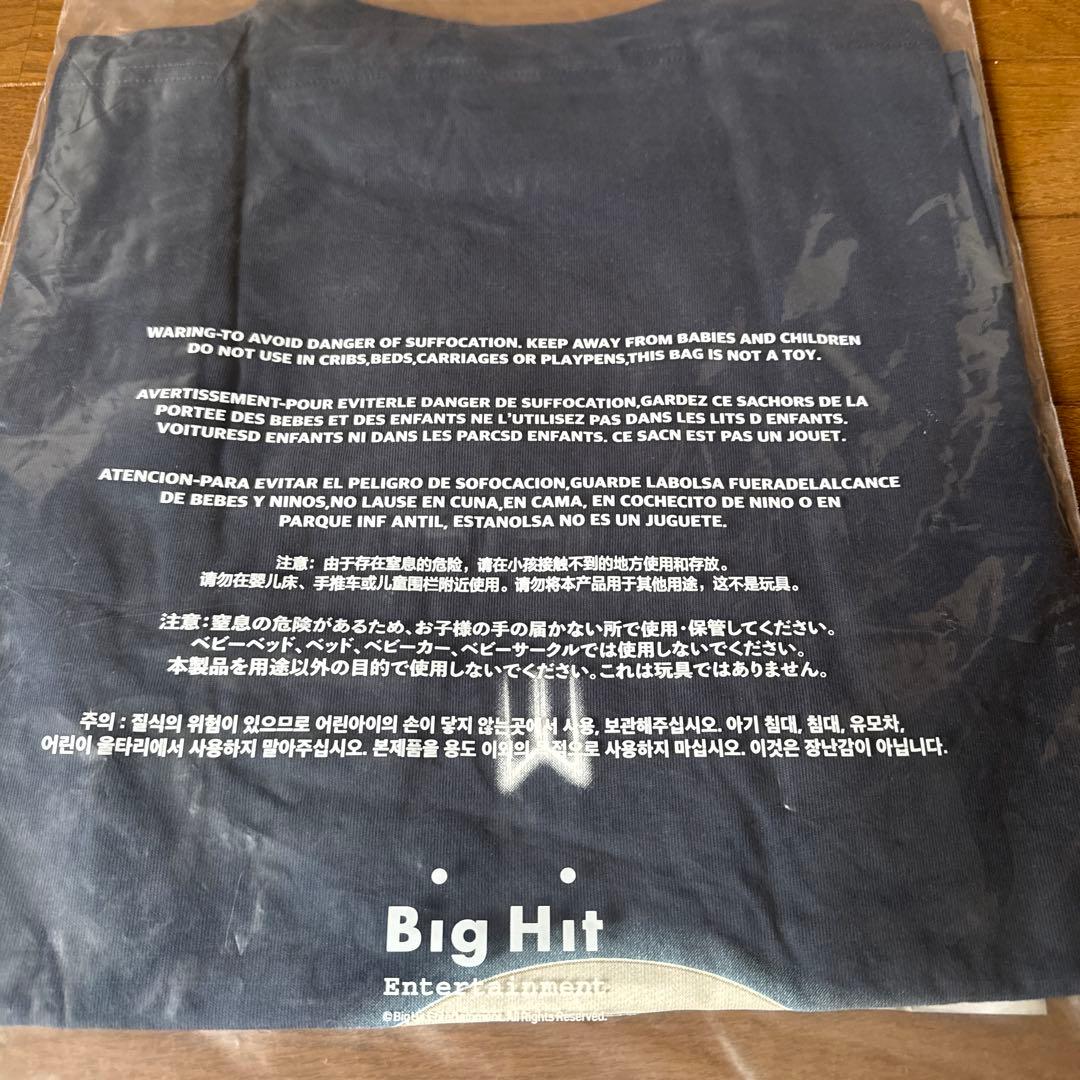 WARING-TO AVOID DANGER OF SUFFOCATION. KEEP AWAY FROM BABIES AND CHILDREN
DO NOT USE IN CRIBS,BEDS,CARRIAGES OR PLAYPENS,THIS BAG IS NOT A TOY.
AVERTISSEMENT-POUR EVITERLE DANGER DE SUFFOCATION,GARDEZ CE SACHORS DE LA
PORTEE DES BEBES ET DES ENFANTS NE L'UTILISEZ PAS DANS LES LITS D ENFANTS.
VOITURESD ENFANTS NI DANS LES PARCSD ENFANTS. CE SACN EST PAS UN JOUET.
ATENCION-PARA EVITAR EL PELIGRO DE SOFOCACION,GUARDE LABOLSA FUERADELALCANCE
DE BEBES Y NINOS,NO LAUSE EN CUNA,EN CAMA, EN COCHECITO DE NINO O EN
PARQUE INF ANTIL, ESTANOLSA NO ES UN JUGUETE.
注意：由于存在窒息的危险，请在小孩接触不到的地方使用和存放。
请勿在婴儿床、手推车或儿童围栏附近使用。请勿将本产品用于其他用途，这不是玩具。
注意：窒息の危険があるため、お子様の手の届かない所で使用・保管してください。
ベビーベッド、ベッド、ベビーカー、ベビーサークルでは使用しないでください。
本製品を用途以外の目的で使用しないでください。これは玩具ではありません。
주의 : 질식의 위험이 있으므로 어린아이의 손이 닿지 않는곳에서 사용, 보관해주십시오. 아기 침대, 침대, 유모차,
어린이 울타리에서 사용하지 말아주십시오. 본제품을 용도 이외의 목적으로 사용하지 마십시오. 이것은 장난감이 아닙니다.
Big Hit
Entertainment
©BigHit Entertainment. All Rights Reserved.